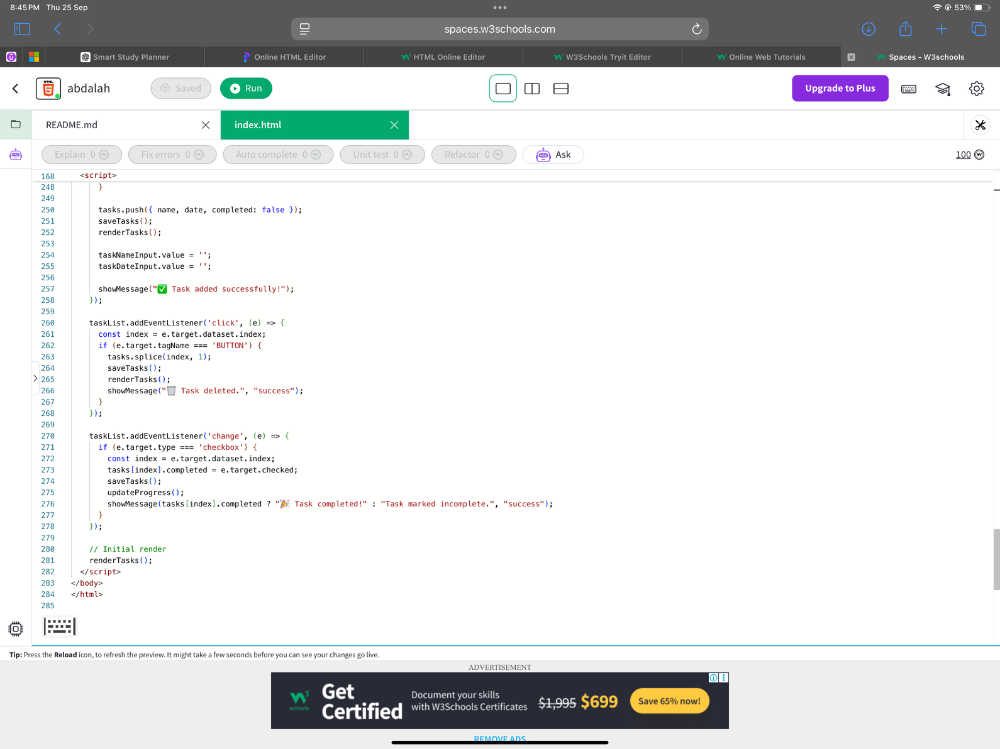 8:45 PM Thu 25 Sep
53%
spaces.w3schools.com
Smart Study Planner
Online HTML Editor
HTML Online Editor
W3Schools Tryit Editor
Online Web Tutorials
Spaces - W3schools
HTML
5
abdalah
Saved
Run
Upgrade to Plus
README.md
index.html
Explain 0
Fix errors 0
Auto complete 0
Unit test 0
Refactor 0
Ask
100
168 <script>
248 }
249
250 tasks.push({ name, date, completed: false });
251 saveTasks();
252 renderTasks();
253
254 taskNameInput.value = '';
255 taskDateInput.value = '';
256
257 showMessage("✅ Task added successfully!");
258 });
259
260 taskList.addEventListener('click', (e) => {
261 const index = e.target.dataset.index;
262 if (e.target.tagName === 'BUTTON') {
263 tasks.splice(index, 1);
264 saveTasks();
265 renderTasks();
266 showMessage("🗑️ Task deleted.", "success");
267 }
268 });
269
270 taskList.addEventListener('change', (e) => {
271 if (e.target.type === 'checkbox') {
272 const index = e.target.dataset.index;
273 tasks[index].completed = e.target.checked;
274 saveTasks();
275 updateProgress();
276 showMessage(tasks[index].completed ? "🎉 Task completed!" : "Task marked incomplete.", "success");
277 }
278 });
279
280 // Initial render
281 renderTasks();
282 </script>
283 </body>
284 </html>
285
Tip: Press the Reload icon, to refresh the preview. It might take a few seconds before you can see your changes go live.
ADVERTISEMENT
W3
schools
Get
Certified
Document your skills
with W3Schools Certificates
$1,995 $699
Save 65% now!
REMOVE ADS